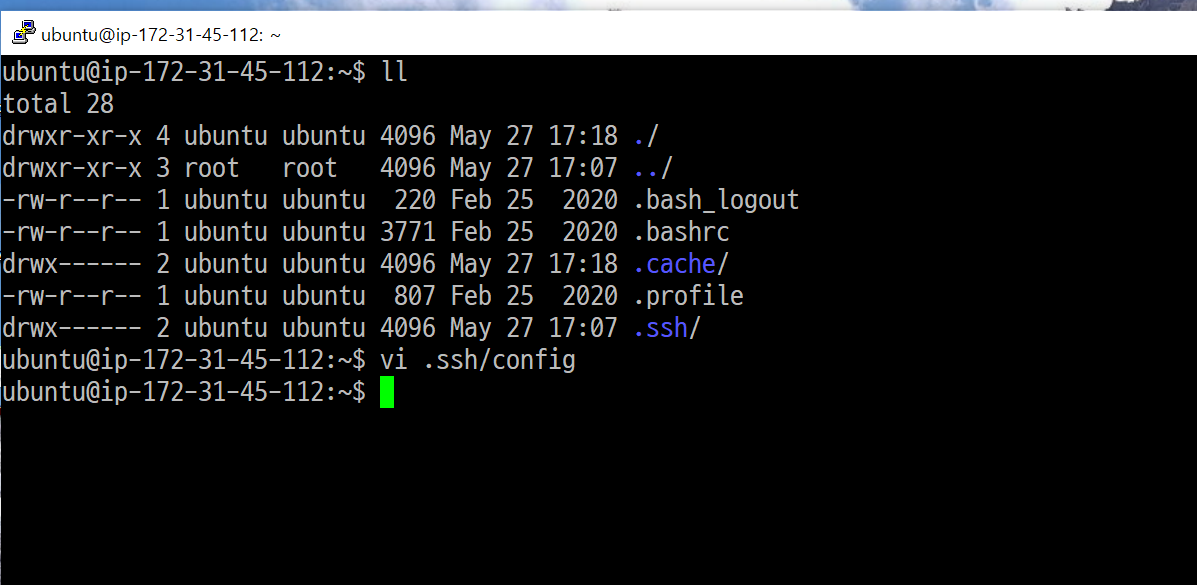 ubuntu@ip-172-31-45-112: ~
ubuntu@ip-172-31-45-112:~$ ll
total 28
drwxr-xr-x 4 ubuntu ubuntu 4096 May 27 17:18 ./
drwxr-xr-x 3 root   root   4096 May 27 17:07 ../
-rw-r--r-- 1 ubuntu ubuntu  220 Feb 25  2020 .bash_logout
-rw-r--r-- 1 ubuntu ubuntu 3771 Feb 25  2020 .bashrc
drwx------ 2 ubuntu ubuntu 4096 May 27 17:18 .cache/
-rw-r--r-- 1 ubuntu ubuntu  807 Feb 25  2020 .profile
drwx------ 2 ubuntu ubuntu 4096 May 27 17:07 .ssh/
ubuntu@ip-172-31-45-112:~$ vi .ssh/config
ubuntu@ip-172-31-45-112:~$